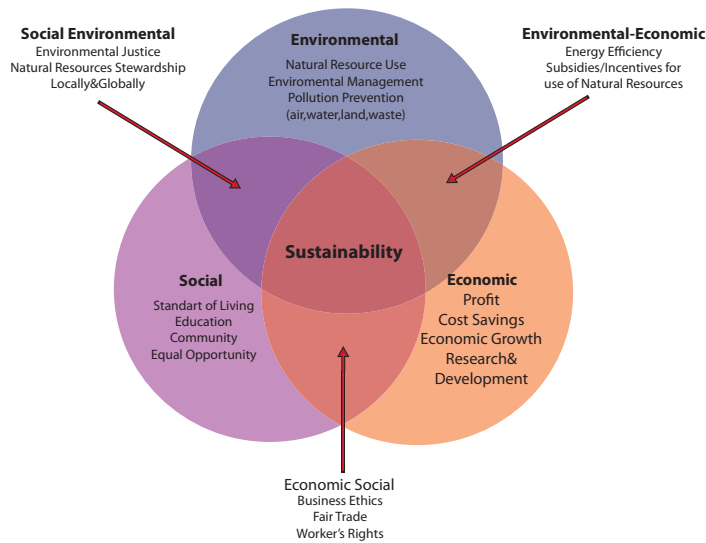 Social Environmental
Environmental Justice
Natural Resources Stewardship
Locally&Globally
Environmental
Natural Resource Use
Enviromental Management
Pollution Prevention
(air,water,land,waste)
Environmental-Economic
Energy Efficiency
Subsidies/Incentives for
use of Natural Resources
Sustainability
Social
Standart of Living
Education
Community
Equal Opportunity
Economic
Profit
Cost Savings
Economic Growth
Research&
Development
Economic Social
Business Ethics
Fair Trade
Worker's Rights